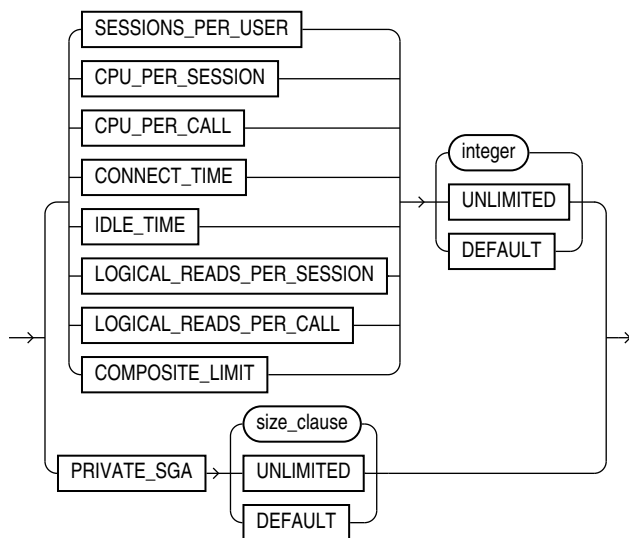 SESSIONS_PER_USER
CPU_PER_SESSION
CPU_PER_CALL
CONNECT_TIME
IDLE_TIME
LOGICAL_READS_PER_SESSION
LOGICAL_READS_PER_CALL
COMPOSITE_LIMIT
integer
UNLIMITED
DEFAULT
PRIVATE_SGA
size_clause
UNLIMITED
DEFAULT